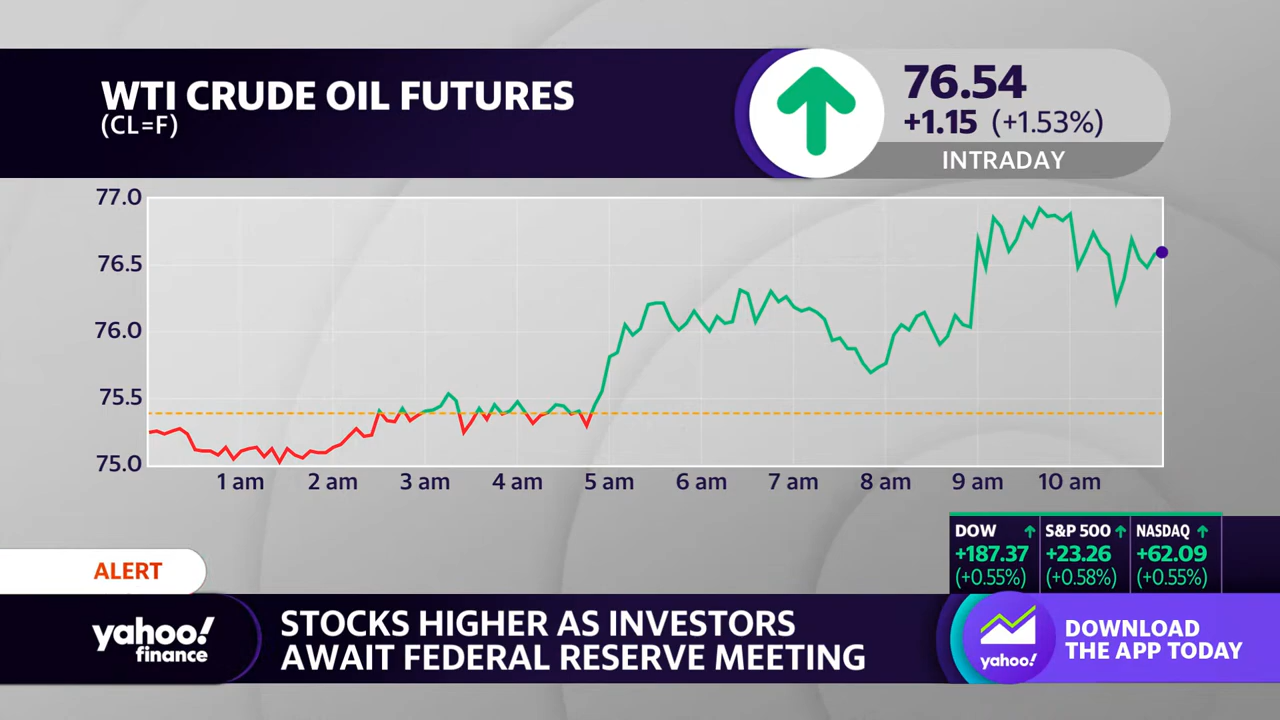 WTI CRUDE OIL FUTURES
(CL=F)
76.54
+1.15 (+1.53%)
INTRADAY
77.0
76.5
76.0
75.5
75.0
1 am 2 am 3 am 4 am 5 am 6 am 7 am 8 am 9 am 10 am
DOW S&P 500 NASDAQ
+187.37 +23.26 +62.09
(+0.55%) (+0.58%) (+0.55%)
ALERT
yahoo!
finance
STOCKS HIGHER AS INVESTORS
AWAIT FEDERAL RESERVE MEETING
yahoo!
DOWNLOAD
THE APP TODAY